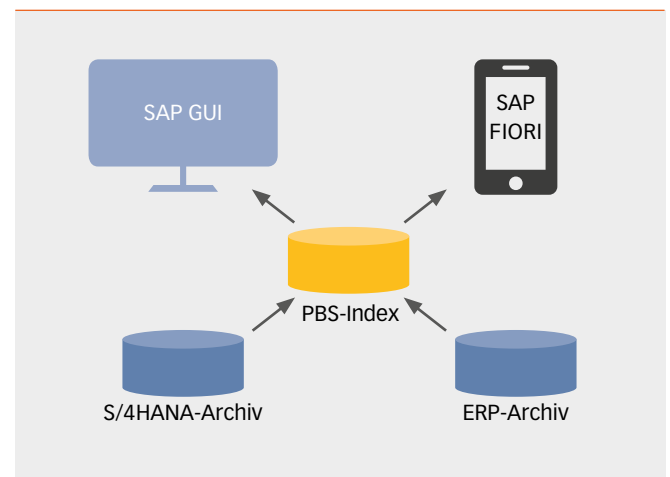 SAP GUI
SAP
FIORI
PBS-Index
S/4HANA-Archiv
ERP-Archiv